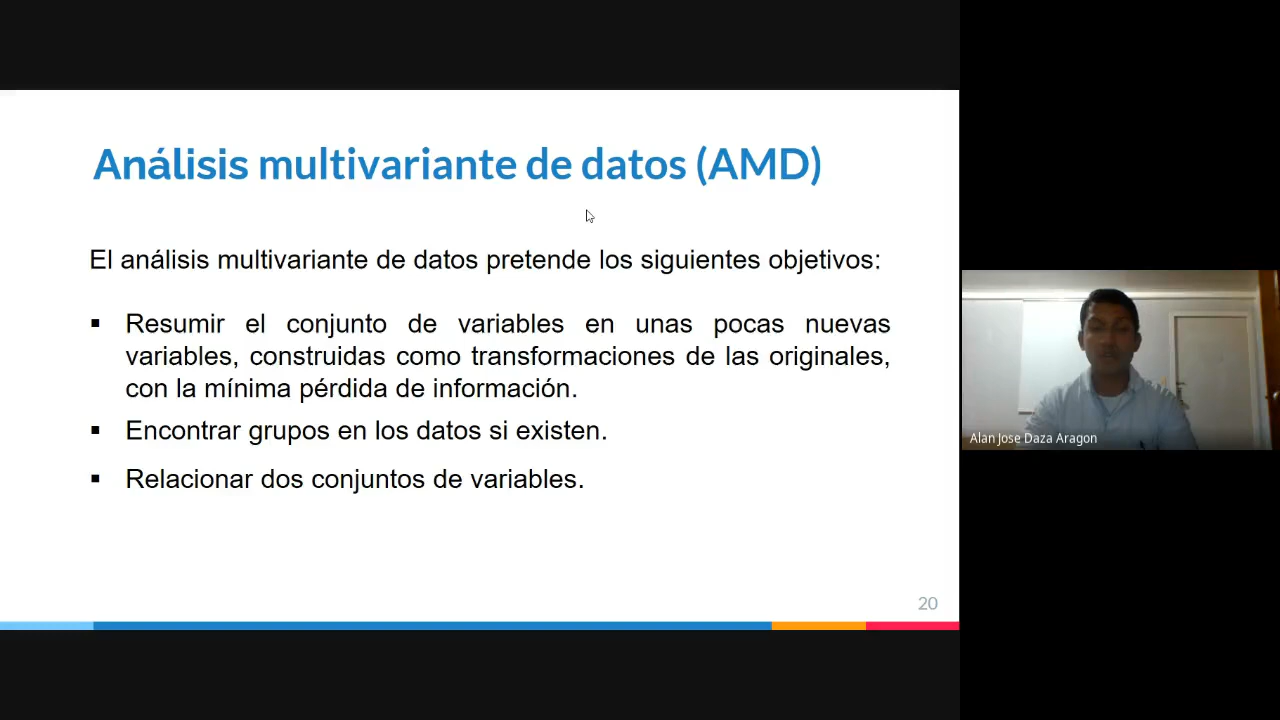 Análisis multivariante de datos (AMD)
El análisis multivariante de datos pretende los siguientes objetivos:
▪ Resumir el conjunto de variables en unas pocas nuevas
variables, construidas como transformaciones de las originales,
con la mínima pérdida de información.
▪ Encontrar grupos en los datos si existen.
▪ Relacionar dos conjuntos de variables.
20
Alan Jose Daza Aragon